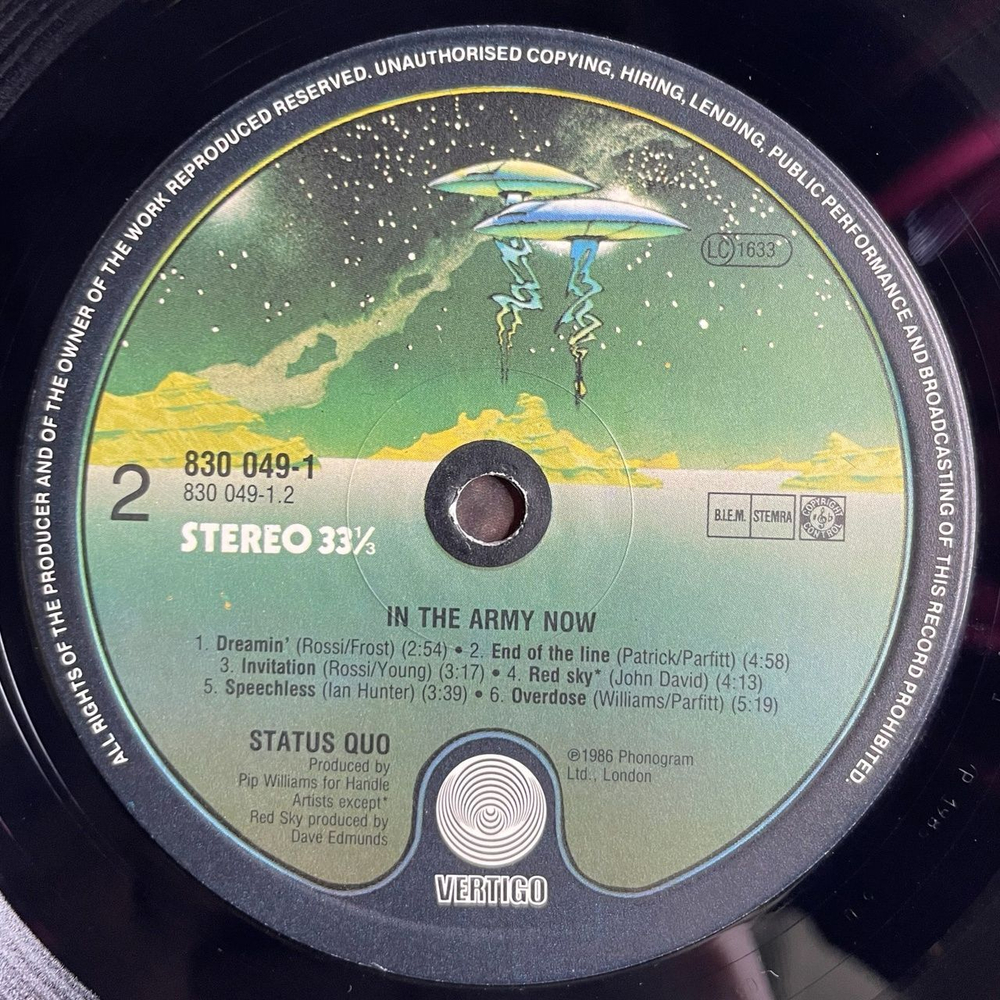 ALL RIGHTS OF THE PRODUCER AND OF THE OWNER OF THE WORK REPRODUCED RESERVED. UNAUTHORISED COPYING, HIRING, LENDING, PUBLIC PERFORMANCE AND BROADCASTING OF THIS RECORD PROHIBITED.
LC 1633
2
830 049-1
830 049-1.2
STEREO 33⅓
B.I.E.M. STEMRA
COPYRIGHT CONTROL
IN THE ARMY NOW
1. Dreamin' (Rossi/Frost) (2:54) • 2. End of the line (Patrick/Parfitt) (4:58)
3. Invitation (Rossi/Young) (3:17) • 4. Red sky* (John David) (4:13)
5. Speechless (Ian Hunter) (3:39) • 6. Overdose (Williams/Parfitt) (5:19)
STATUS QUO
Produced by
Pip Williams for Handle
Artists except*
Red Sky produced by
Dave Edmunds
℗1986 Phonogram
Ltd., London
VERTIGO